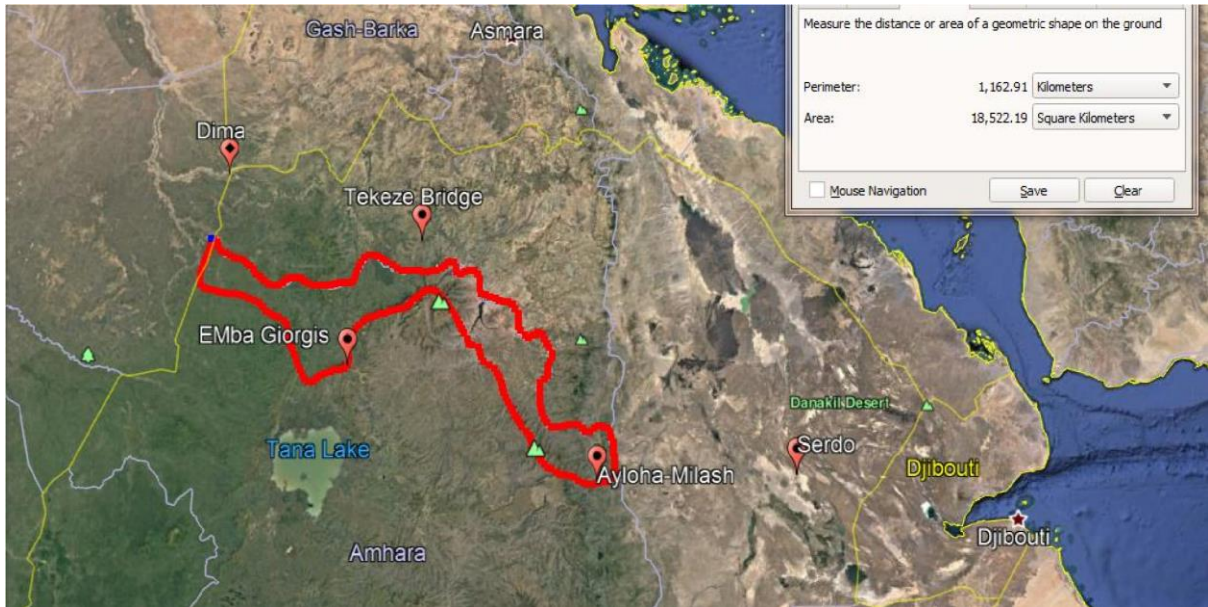 Measure the distance or area of a geometric shape on the ground
Perimeter: 1,162.91 Kilometers
Area: 18,522.19 Square Kilometers
Mouse Navigation Save Clear
Gash-Barka
Asmara
Dima
Tekeze Bridge
EMba Giorgis
Danakil Desert
Tana Lake
Ayloha-Milash
Serdo
Djibouti
Djibouti
Amhara